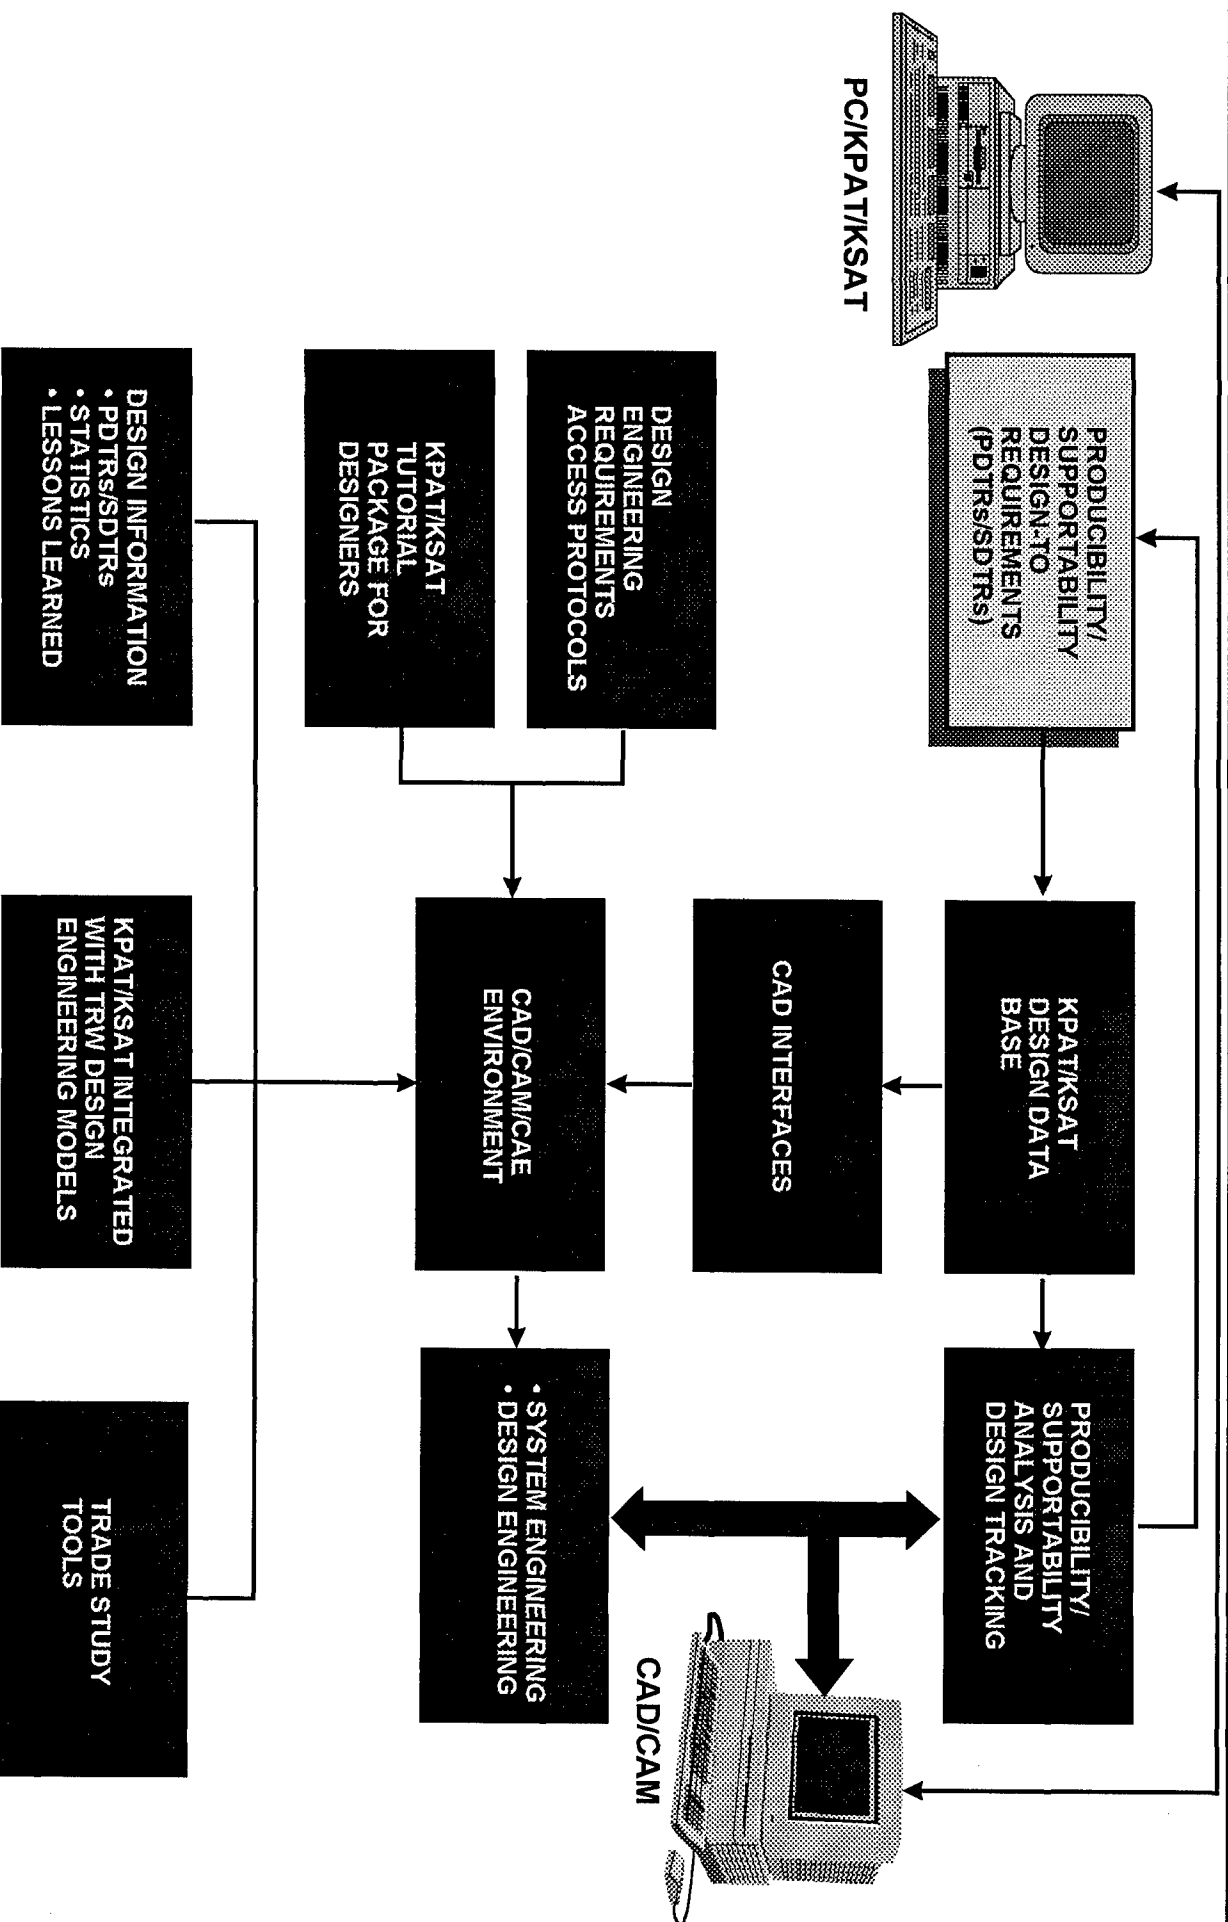 PC/KPAT/KSAT
PRODUCIBILITY/
SUPPORTABILITY
DESIGN-TO
REQUIREMENTS
(PDTRs/SDTRs)
KPAT/KSAT
DESIGN DATA
BASE
PRODUCIBILITY/
SUPPORTABILITY
ANALYSIS AND
DESIGN TRACKING
CAD INTERFACES
CAD/CAM
DESIGN
ENGINEERING
REQUIREMENTS
ACCESS PROTOCOLS
KPAT/KSAT
TUTORIAL
PACKAGE FOR
DESIGNERS
CAD/CAM/CAE
ENVIRONMENT
• SYSTEM ENGINEERING
• DESIGN ENGINEERING
DESIGN INFORMATION
• PDTRs/SDTRs
• STATISTICS
• LESSONS LEARNED
KPAT/KSAT INTEGRATED
WITH TRW DESIGN
ENGINEERING MODELS
TRADE STUDY
TOOLS